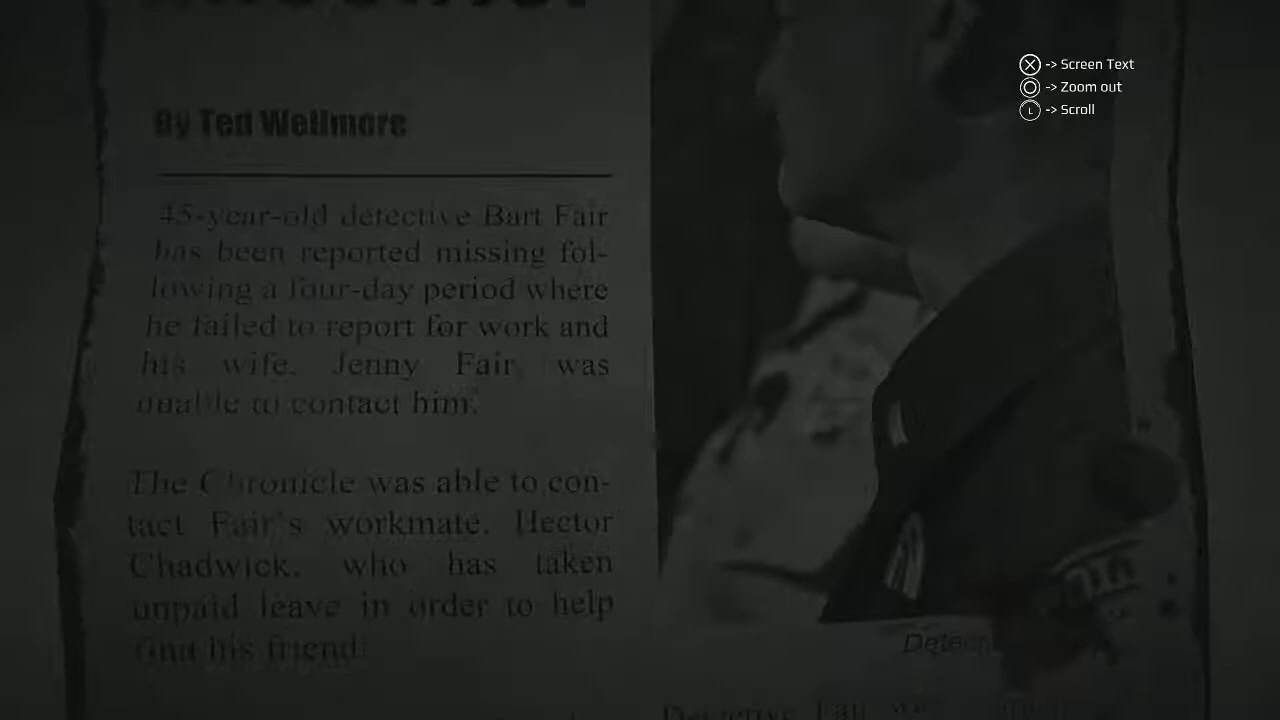 By Ted Wellmore
45-year-old detective Bart Fair
has been reported missing fol-
lowing a four-day period where
he failed to report for work and
his wife, Jenny Fair, was
unable to contact him.
The Chronicle was able to con-
tact Fair's workmate, Hector
Chadwick, who has taken
unpaid leave in order to help
find his friend.
Detective Fair was
X -> Screen Text
O -> Zoom out
L -> Scroll